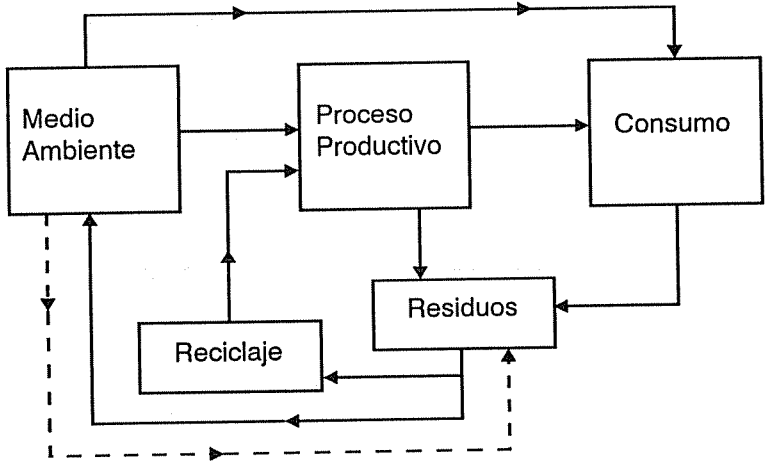 Medio
Ambiente
Proceso
Productivo
Consumo
Residuos
Reciclaje